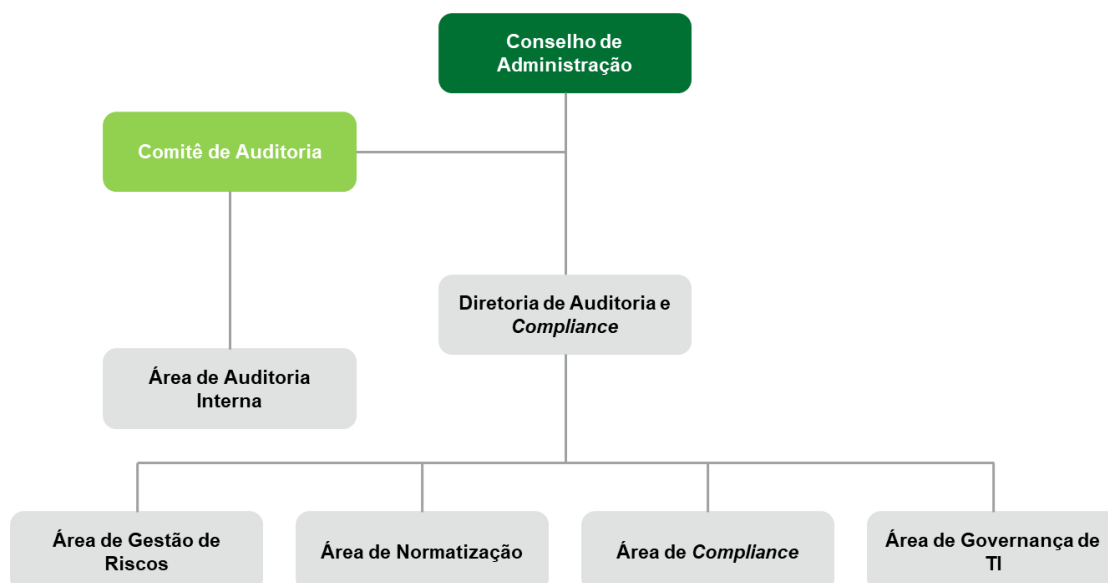 Conselho de
Administração
Comitê de Auditoria
Diretoria de Auditoria e
Compliance
Área de Auditoria
Interna
Área de Gestão de
Riscos
Área de Normatização
Área de Compliance
Área de Governança de
TI